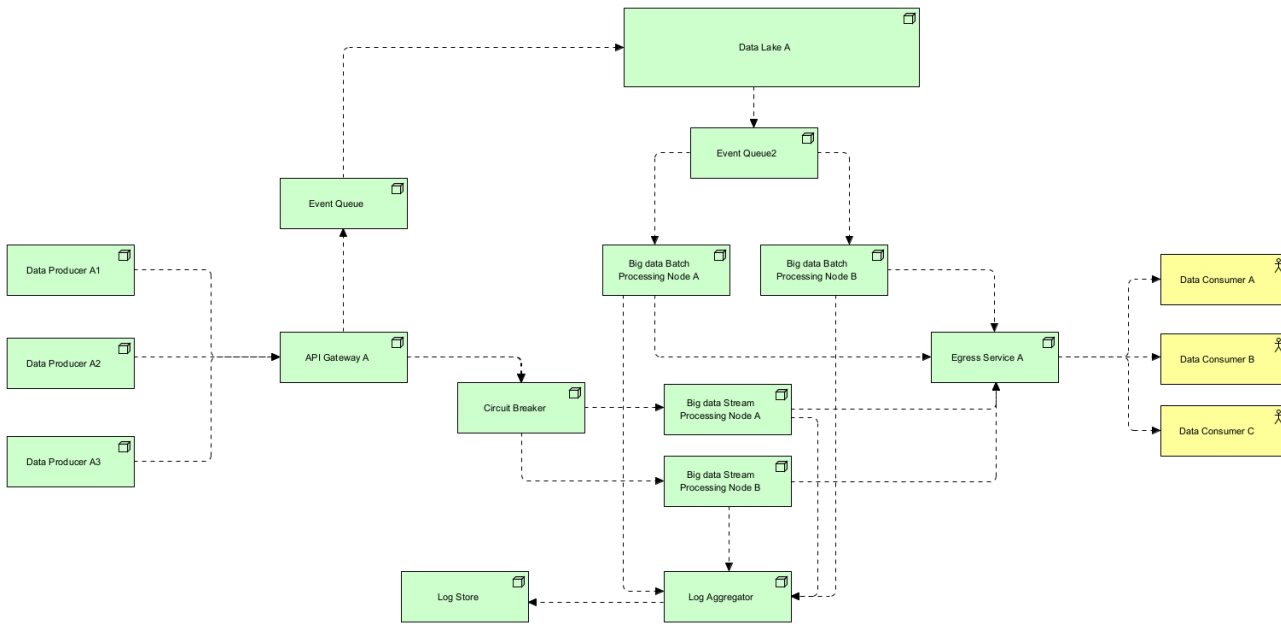 Data Lake A
Event Queue2
Event Queue
Data Producer A1
Big data Batch
Processing Node A
Big data Batch
Processing Node B
Data Consumer A
Data Producer A2
API Gateway A
Egress Service A
Data Consumer B
Circuit Breaker
Big data Stream
Processing Node A
Data Consumer C
Data Producer A3
Big data Stream
Processing Node B
Log Store
Log Aggregator